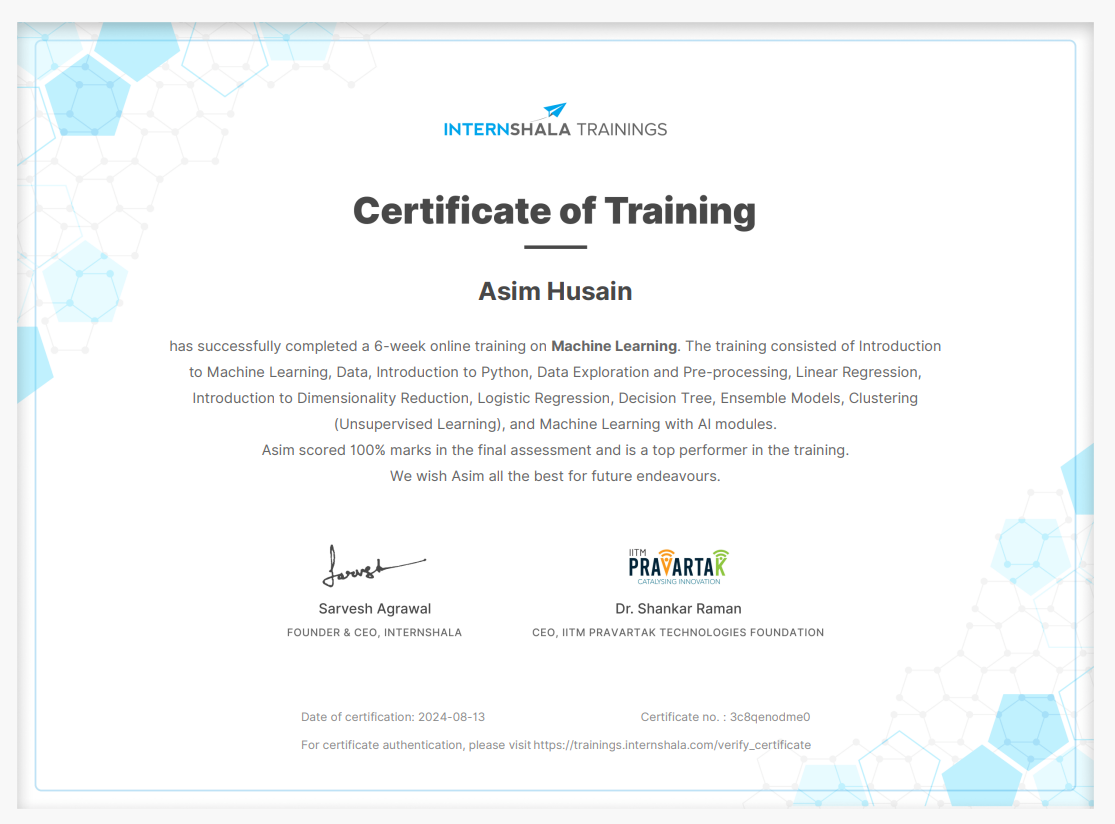 INTERNSHALA TRAININGS
Certificate of Training
Asim Husain
has successfully completed a 6-week online training on Machine Learning. The training consisted of Introduction
to Machine Learning, Data, Introduction to Python, Data Exploration and Pre-processing, Linear Regression,
Introduction to Dimensionality Reduction, Logistic Regression, Decision Tree, Ensemble Models, Clustering
(Unsupervised Learning), and Machine Learning with AI modules.
Asim scored 100% marks in the final assessment and is a top performer in the training.
We wish Asim all the best for future endeavours.
Sarvesh Agrawal
FOUNDER & CEO, INTERNSHALA
IITM
PRAVARTAK
CATALYSING INNOVATION
Dr. Shankar Raman
CEO, IITM PRAVARTAK TECHNOLOGIES FOUNDATION
Date of certification: 2024-08-13
Certificate no. : 3c8qenodme0
For certificate authentication, please visit https://trainings.internshala.com/verify_certificate